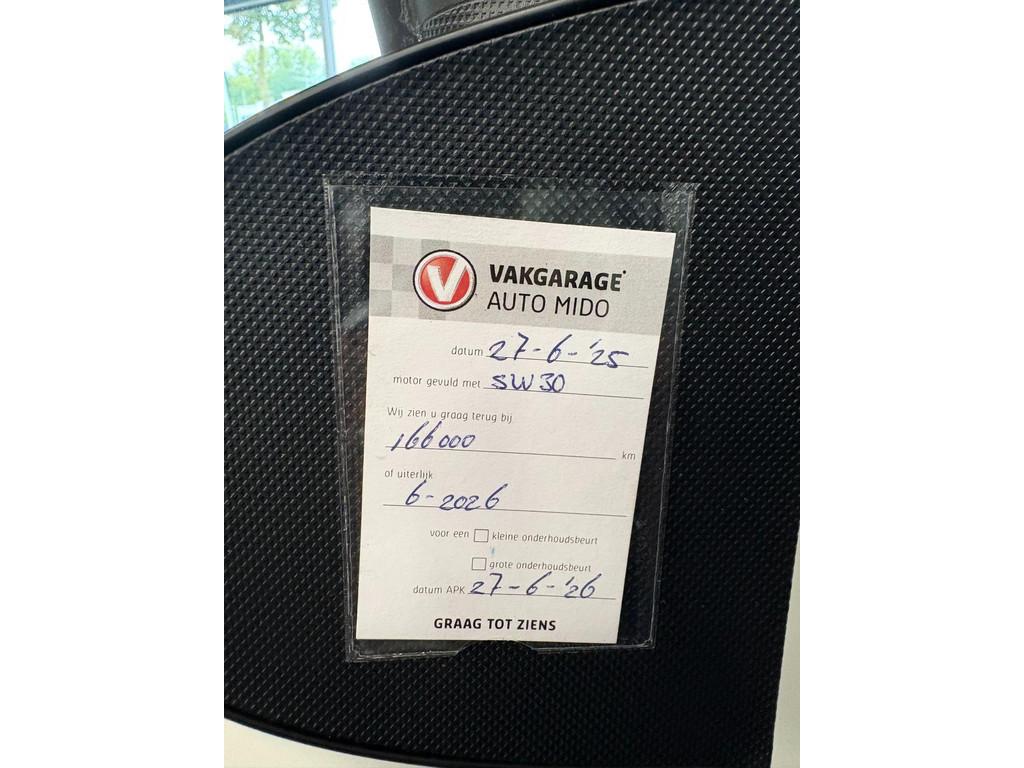 V VAKGARAGE
AUTO MIDO
datum 27-6-'25
motor gevuld met 5W30
Wij zien u graag terug bij
166000 km
of uiterlijk
6-2026
voor een kleine onderhoudsbeurt
grote onderhoudsbeurt
datum APK 27-6-'26
GRAAG TOT ZIENS